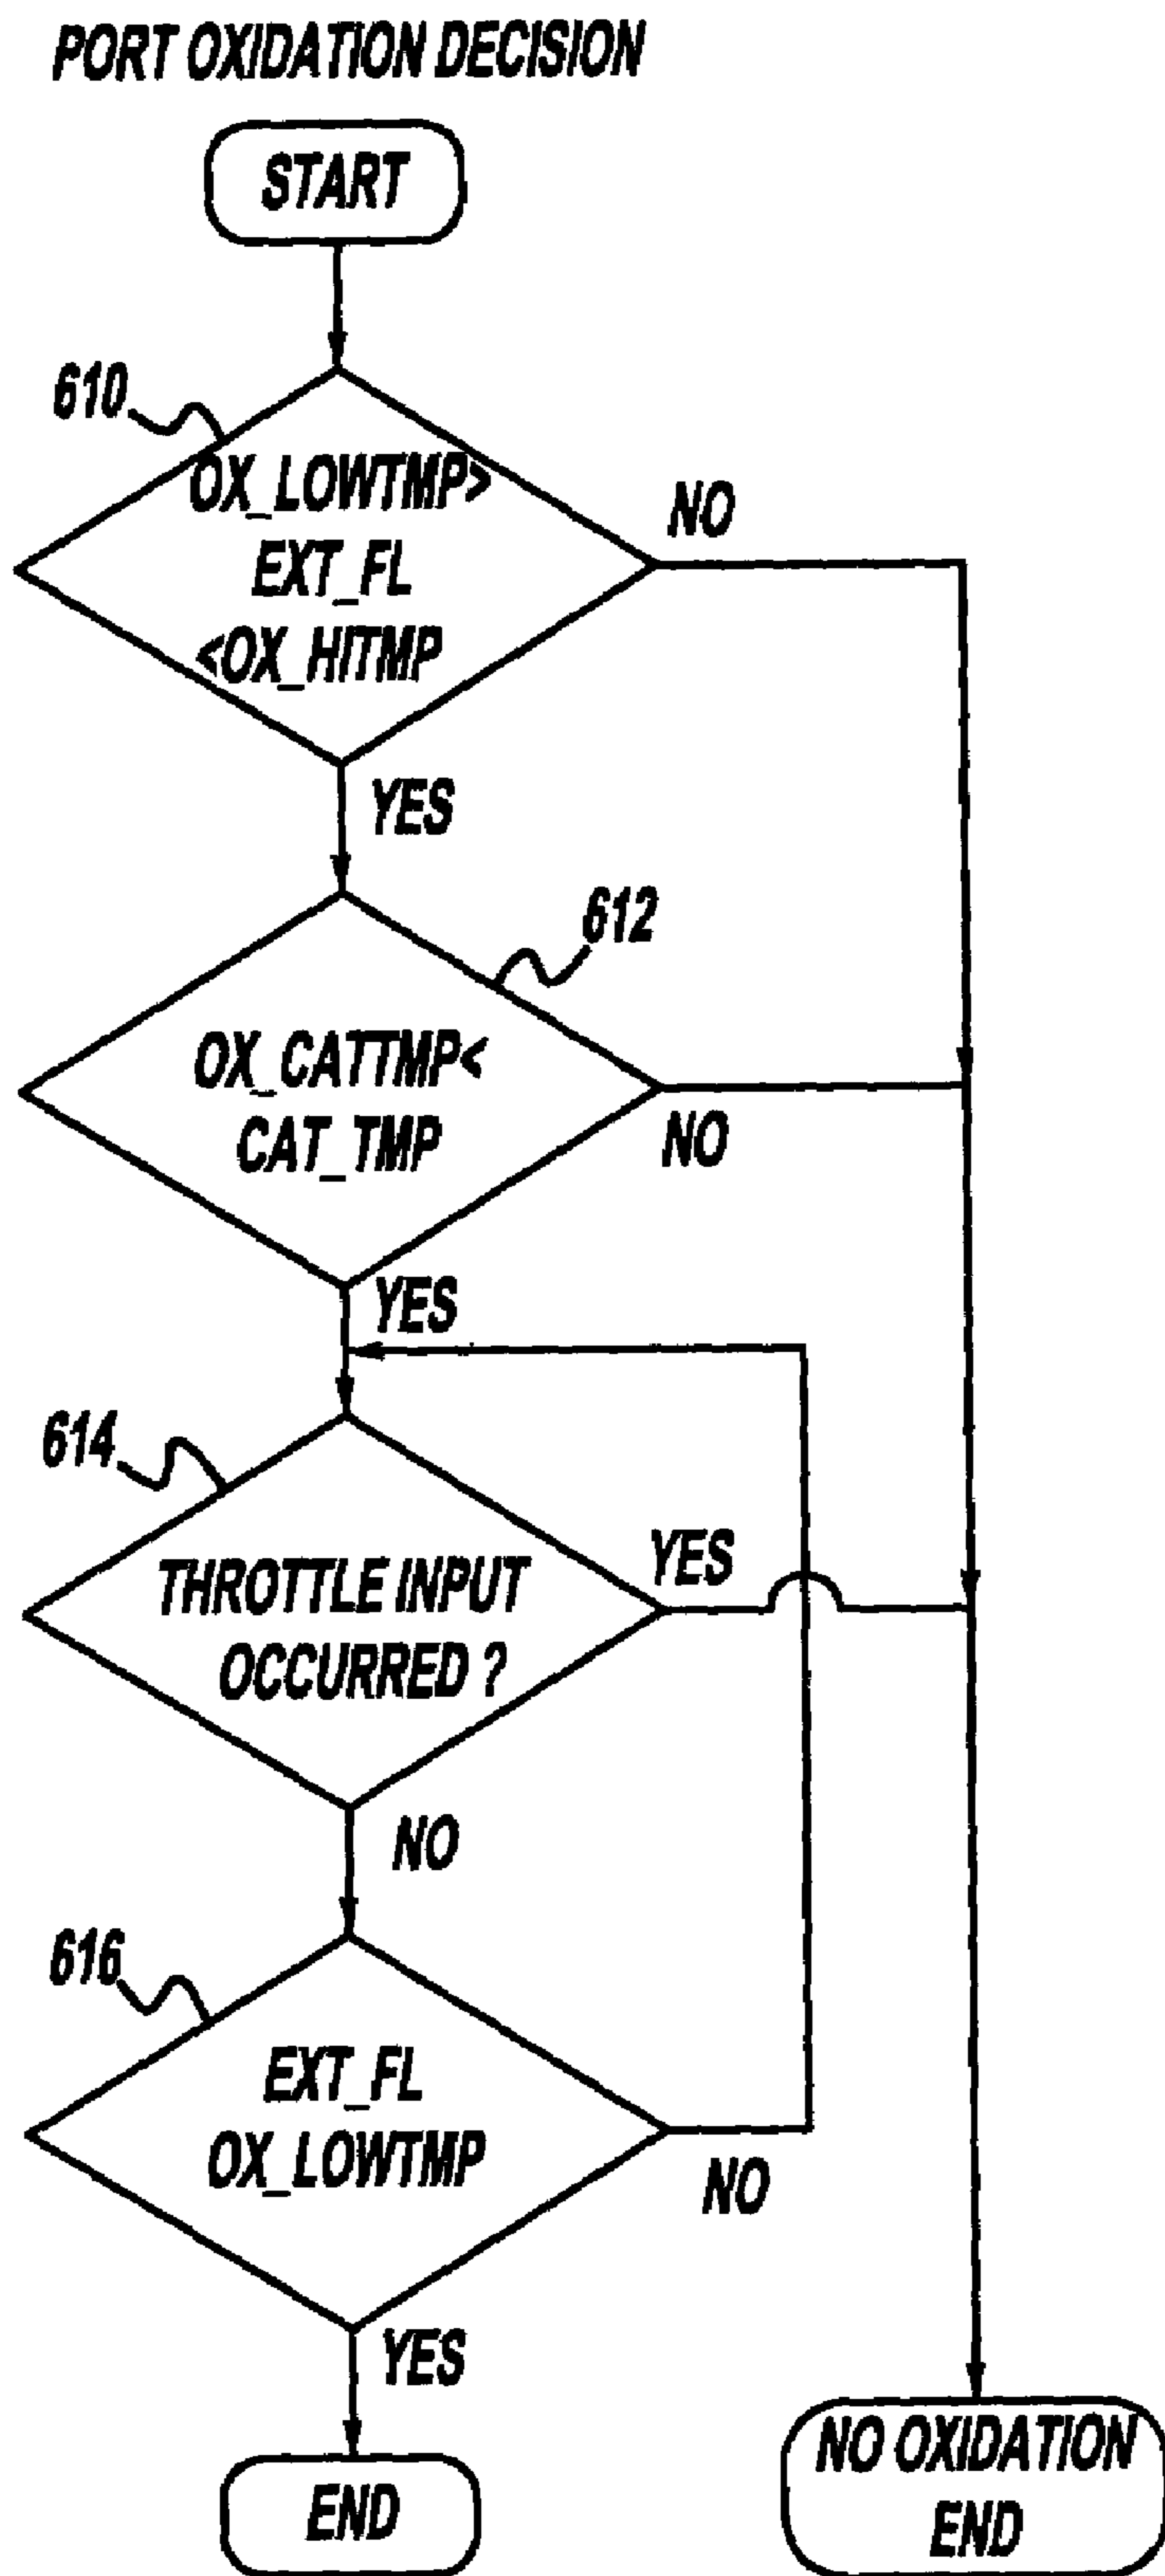 PORT OXIDATION DECISION
START
610
OX_LOWTMP>
EXT_FL
<OX_HITMP
NO
YES
612
OX_CATTMP<
CAT_TMP
NO
YES
614
THROTTLE INPUT
OCCURRED ?
YES
NO
616
EXT_FL
OX_LOWTMP
NO
YES
END
NO OXIDATION
END